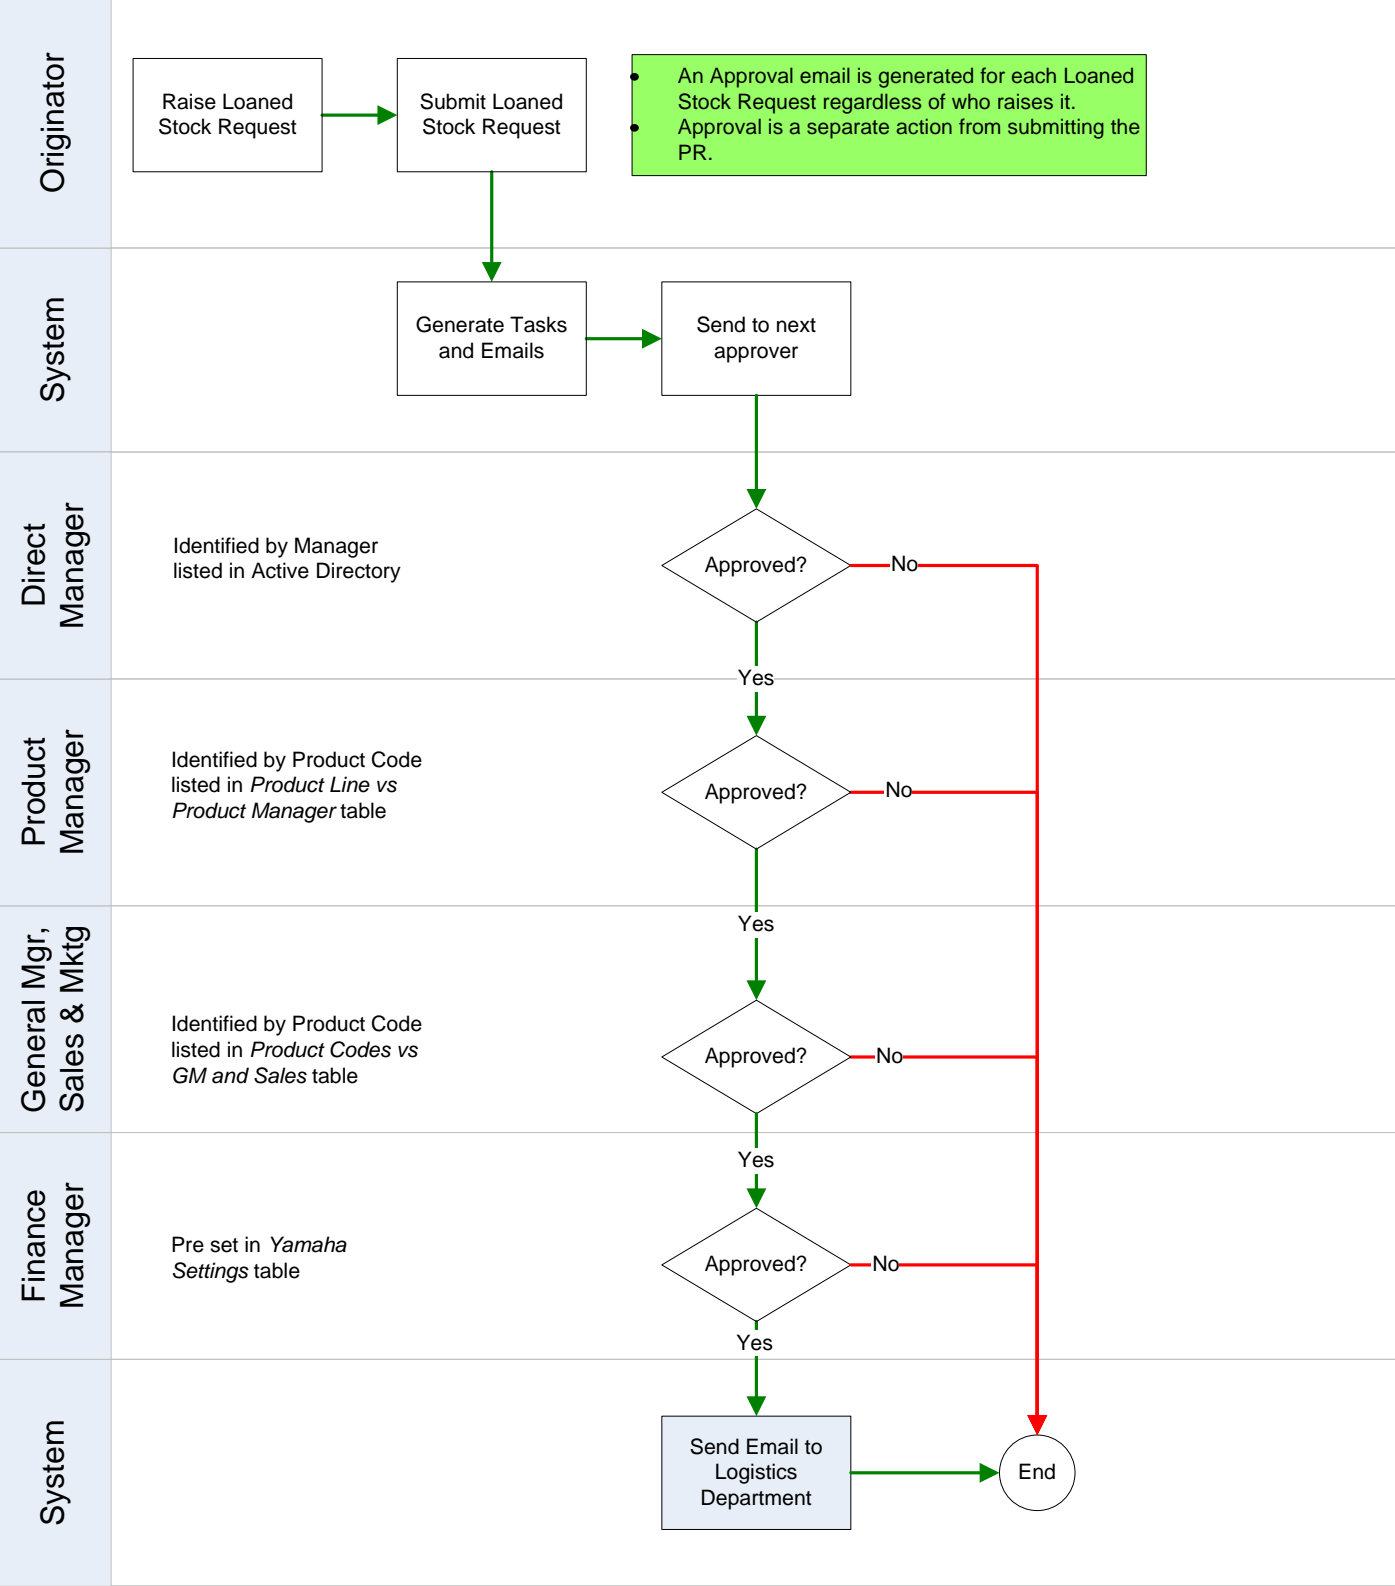 Originator
Raise Loaned
Stock Request
Submit Loaned
Stock Request
• An Approval email is generated for each Loaned
Stock Request regardless of who raises it.
• Approval is a separate action from submitting the
PR.
System
Generate Tasks
and Emails
Send to next
approver
Direct
Manager
Identified by Manager
listed in Active Directory
Approved?
No
Yes
Product
Manager
Identified by Product Code
listed in Product Line vs
Product Manager table
Approved?
No
Yes
General Mgr,
Sales & Mktg
Identified by Product Code
listed in Product Codes vs
GM and Sales table
Approved?
No
Yes
Finance
Manager
Pre set in Yamaha
Settings table
Approved?
No
Yes
System
Send Email to
Logistics
Department
End